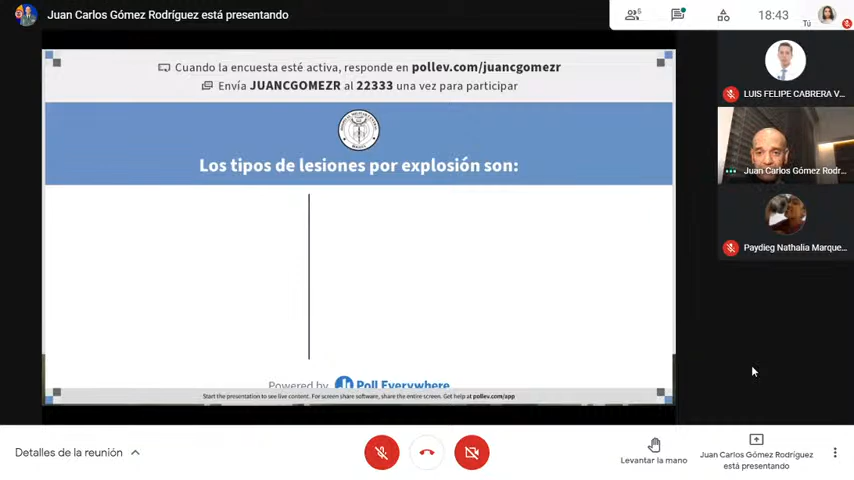 Juan Carlos Gómez Rodríguez está presentando
6
18:43
Tú
Cuando la encuesta esté activa, responde en pollev.com/juancgomezr
Envía JUANCGOMEZR al 22333 una vez para participar
Los tipos de lesiones por explosión son:
Powered by Poll Everywhere
Start the presentation to see live content. For screen share software, share the entire screen. Get help at pollev.com/app
LUIS FELIPE CABRERA V...
Juan Carlos Gómez Rodr...
Paydieg Nathalia Marque...
Detalles de la reunión
Levantar la mano
Juan Carlos Gómez Rodríguez
está presentando